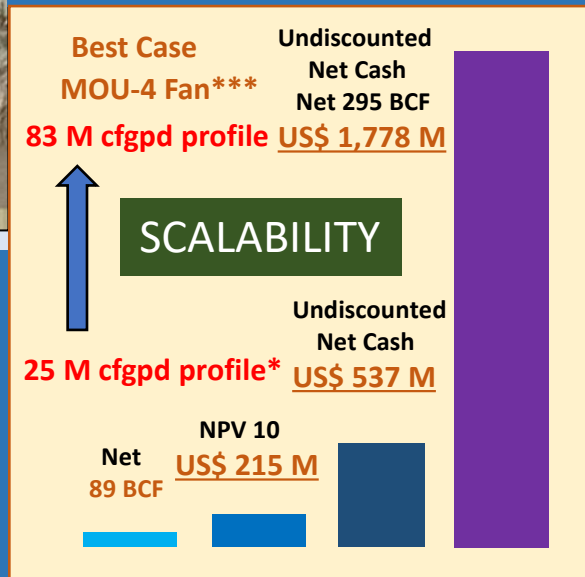 Best Case
MOU-4 Fan***
83 M cfgpd profile
Undiscounted
Net Cash
Net 295 BCF
US$ 1,778 M
SCALABILITY
25 M cfgpd profile*
Undiscounted
Net Cash
US$ 537 M
NPV 10
US$ 215 M
Net
89 BCF